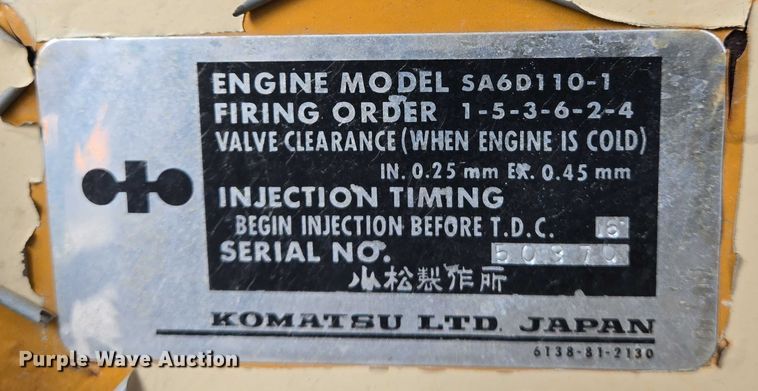 ENGINE MODEL SA6D110-1
FIRING ORDER 1-5-3-6-2-4
VALVE CLEARANCE (WHEN ENGINE IS COLD)
IN. 0.25 mm EX. 0.45 mm
INJECTION TIMING
BEGIN INJECTION BEFORE T.D.C.
SERIAL NO. 50370
小松製作所
KOMATSU LTD. JAPAN
6138-81-2130
Purple Wave Auction